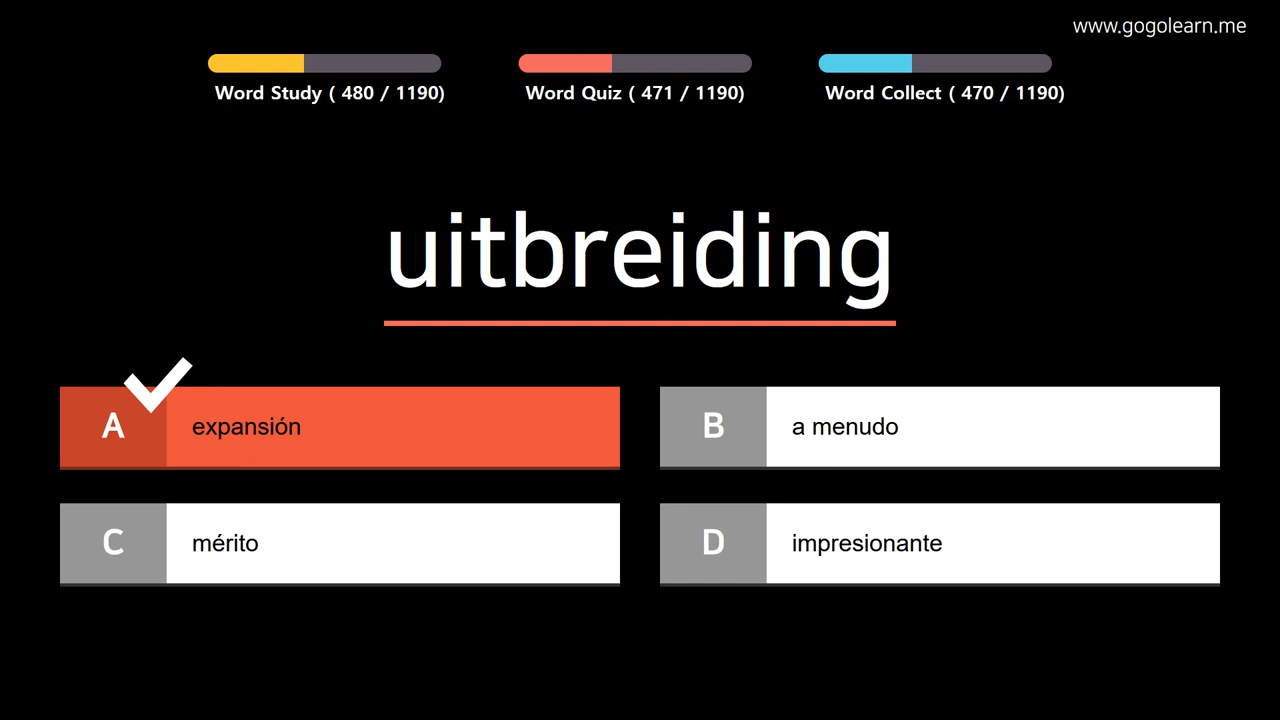 www.gogolearn.me
Word Study ( 480 / 1190)
Word Quiz ( 471 / 1190)
Word Collect ( 470 / 1190)
uitbreiding
A expansión
B a menudo
C mérito
D impresionante